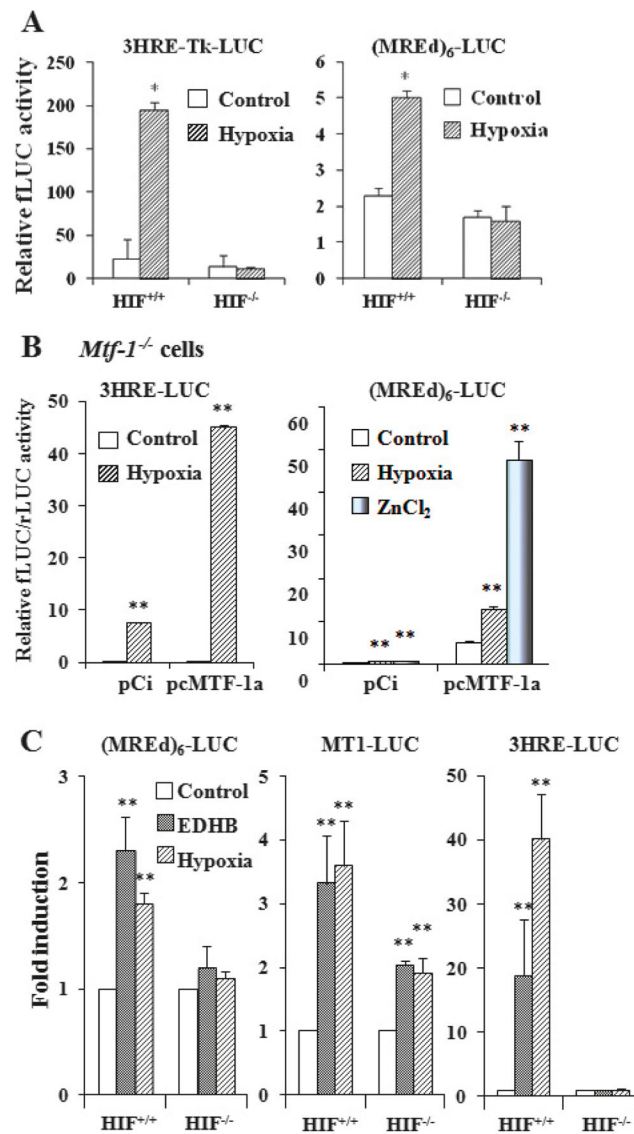 A
3HRE-Tk-LUC
(MREd)6-LUC
Relative fLUC activity
250
200
150
100
50
0
*
Control
Hypoxia
HIF+/+
HIF-/-
6
5
4
3
2
1
0
*
Control
Hypoxia
HIF+/+
HIF-/-
B
Mtf-1-/- cells
3HRE-LUC
(MREd)6-LUC
Relative fLUC/rLUC activity
50
40
30
20
10
0
Control
Hypoxia
**
**
pCi
pcMTF-1a
60
50
40
30
20
10
0
Control
Hypoxia
ZnCl2
**
**
**
**
pCi
pcMTF-1a
C
(MREd)6-LUC
MT1-LUC
3HRE-LUC
Fold induction
3
2
1
0
Control
EDHB
Hypoxia
**
**
HIF+/+
HIF-/-
5
4
3
2
1
0
**
**
**
**
HIF+/+
HIF-/-
50
40
30
20
10
0
**
**
HIF+/+
HIF-/-